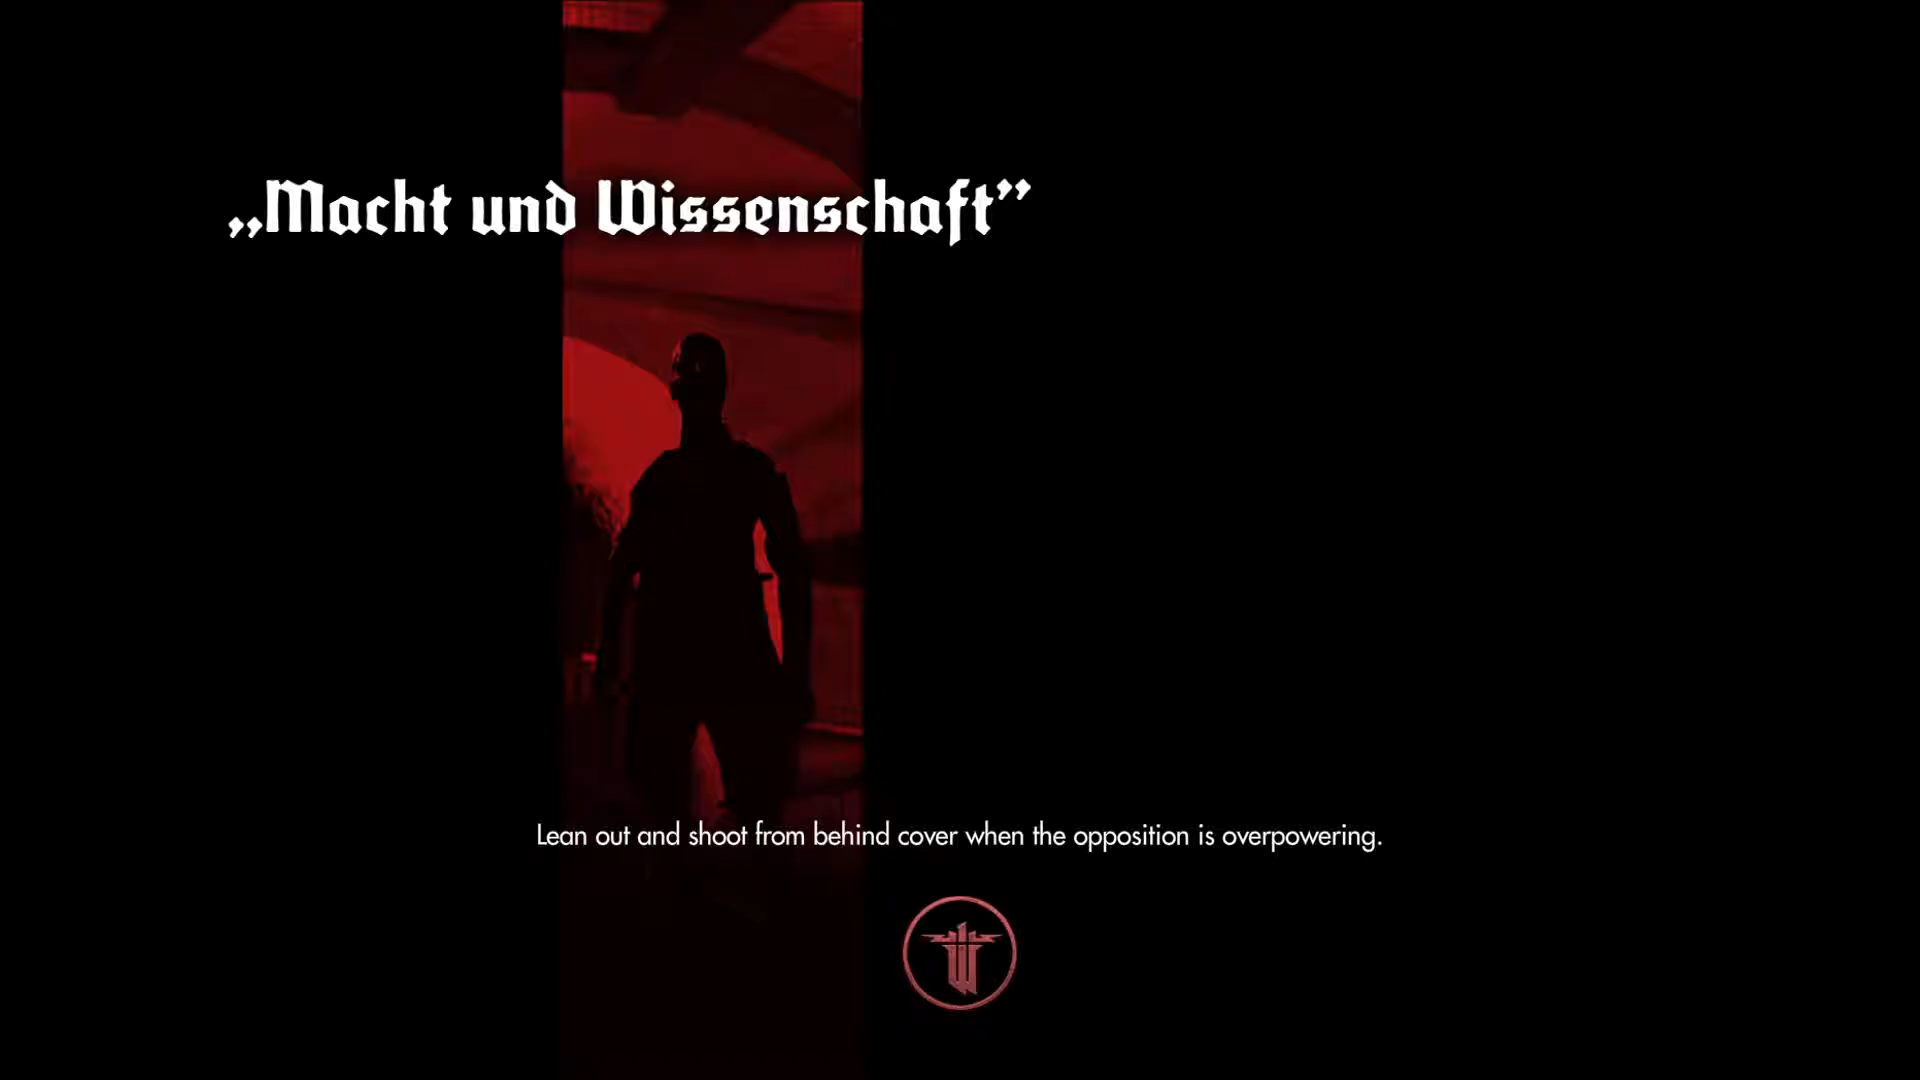 „Macht und Wissenschaft”
Lean out and shoot from behind cover when the opposition is overpowering.